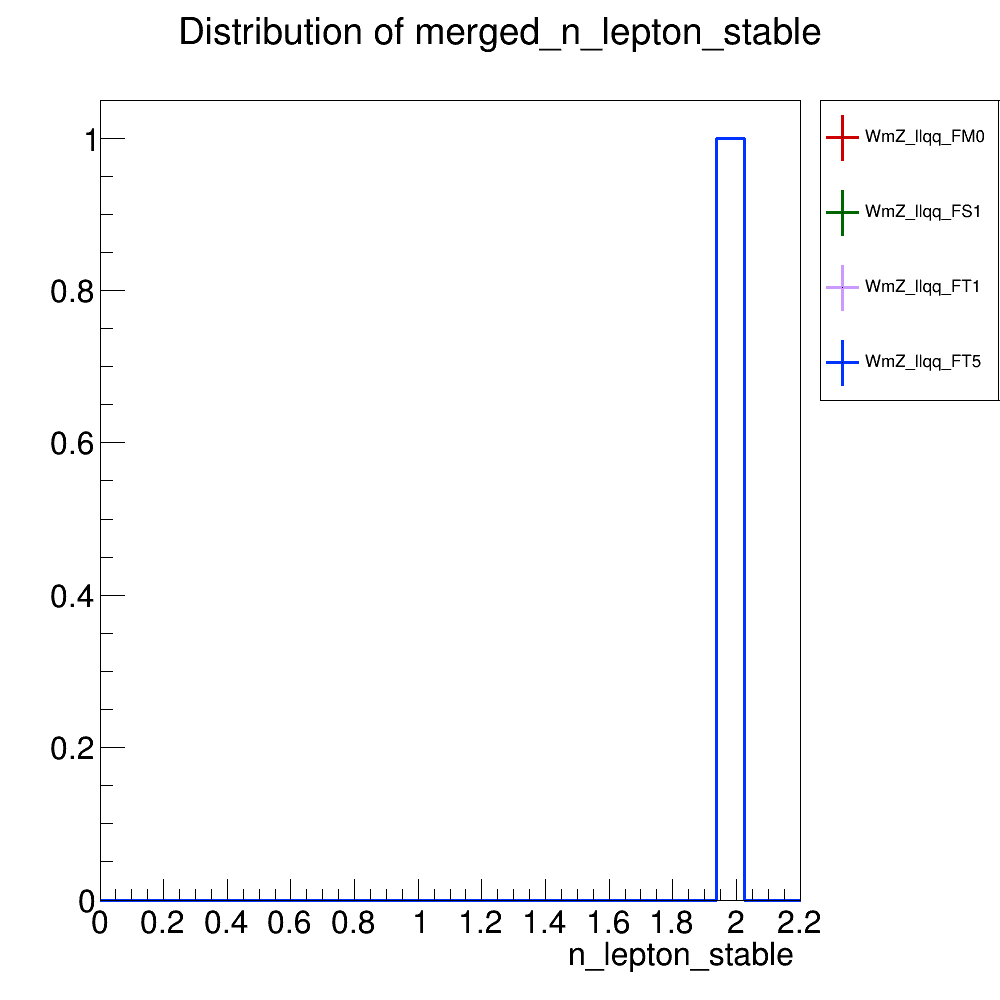 Distribution of merged_n_lepton_stable
1
0.8
0.6
0.4
0.2
0
0 0.2 0.4 0.6 0.8 1 1.2 1.4 1.6 1.8 2 2.2
n_lepton_stable
WmZ_llqq_FM0
WmZ_llqq_FS1
WmZ_llqq_FT1
WmZ_llqq_FT5